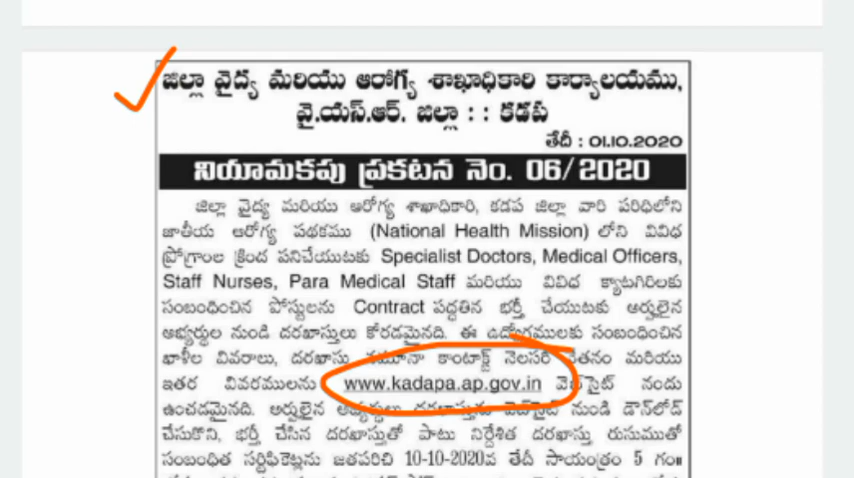 జిల్లా వైద్య మరియు ఆరోగ్య శాఖాధికారి కార్యాలయము,
వై.యస్.ఆర్. జిల్లా : : కడప
తేదీ : 01.10.2020
నియామకపు ప్రకటన నెం. 06/2020
జిల్లా వైద్య మరియు ఆరోగ్య శాఖాధికారి, కడప జిల్లా వారి పరిధిలోని
జాతీయ ఆరోగ్య పథకము (National Health Mission) లోని వివిధ
ప్రోగ్రాంల క్రింద పనిచేయుటకు Specialist Doctors, Medical Officers,
Staff Nurses, Para Medical Staff మరియు వివిధ క్యాటగిరిలకు
సంబంధించిన పోస్టులను Contract పద్ధతిన భర్తీ చేయుటకు అర్హులైన
అభ్యర్థుల నుండి దరఖాస్తులు కోరడమైనది. ఈ ఉద్యోగములకు సంబంధించిన
ఖాళీల వివరాలు, దరఖాస్తు నమూనా కాంటాక్ట్ నెలసరి వేతనం మరియు
ఇతర వివరములను www.kadapa.ap.gov.in వెబ్‌సైట్ నందు
ఉంచడమైనది. అర్హులైన అభ్యర్థులు దరఖాస్తును వెబ్‌సైట్ నుండి డౌన్‌లోడ్
చేసుకొని, భర్తీ చేసిన దరఖాస్తుతో పాటు నిర్దేశిత దరఖాస్తు రుసుముతో
సంబంధిత సర్టిఫికెట్లను జతపరిచి 10-10-2020వ తేదీ సాయంత్రం 5 గం॥